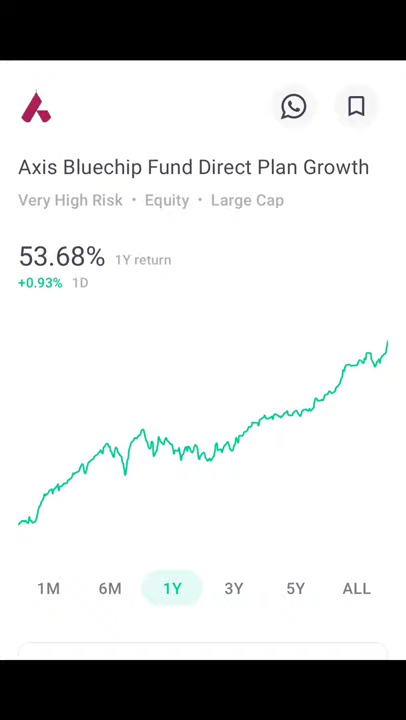 Axis Bluechip Fund Direct Plan Growth
Very High Risk • Equity • Large Cap
53.68% 1Y return
+0.93% 1D
1M 6M 1Y 3Y 5Y ALL